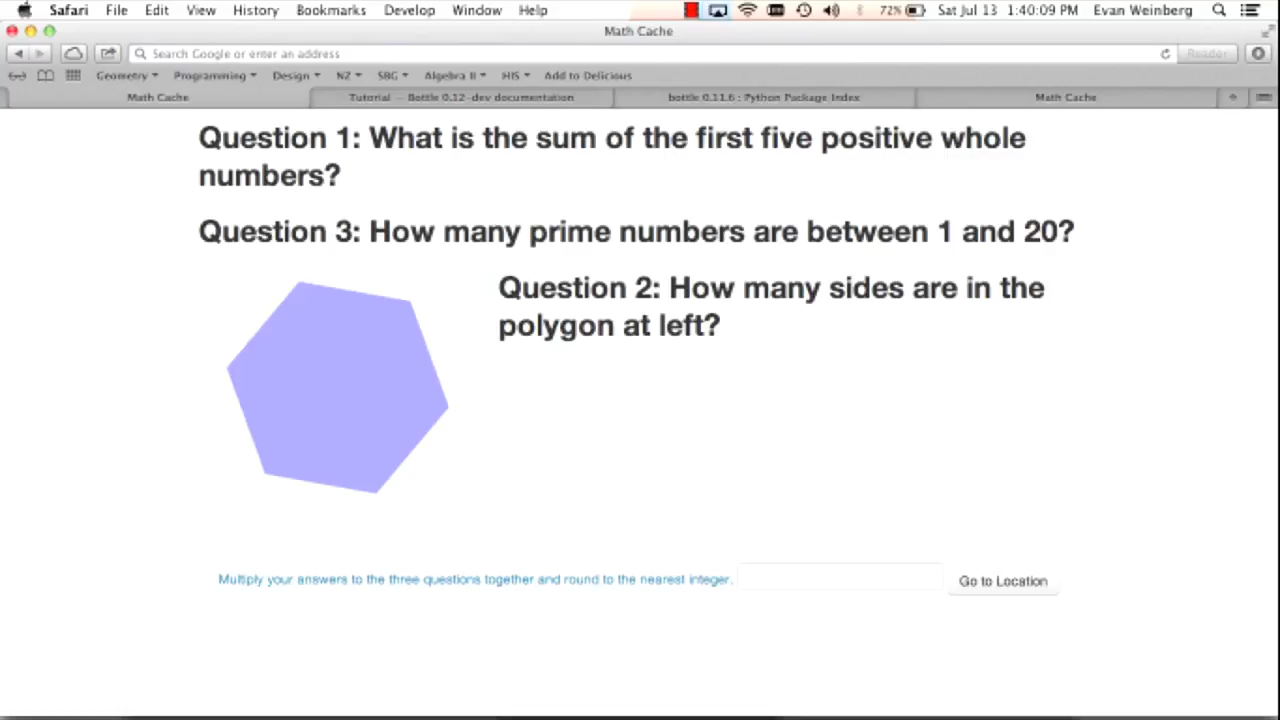 Safari File Edit View History Bookmarks Develop Window Help 72% Sat Jul 13 1:40:09 PM Evan Weinberg
Math Cache
Search Google or enter an address Reader
Geometry Programming Design NZ SBG Algebra II HIS Add to Delicious
Math Cache Tutorial — Bottle 0.12-dev documentation bottle 0.11.6 : Python Package Index Math Cache
Question 1: What is the sum of the first five positive whole
numbers?
Question 3: How many prime numbers are between 1 and 20?
Question 2: How many sides are in the
polygon at left?
Multiply your answers to the three questions together and round to the nearest integer. Go to Location